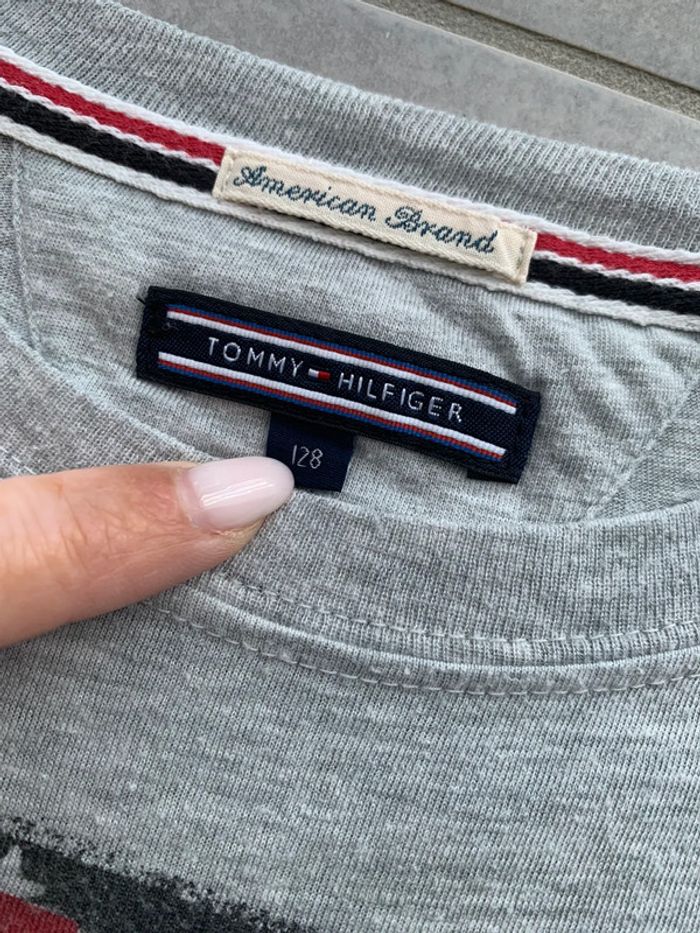 American Brand
TOMMY HILFIGER
128